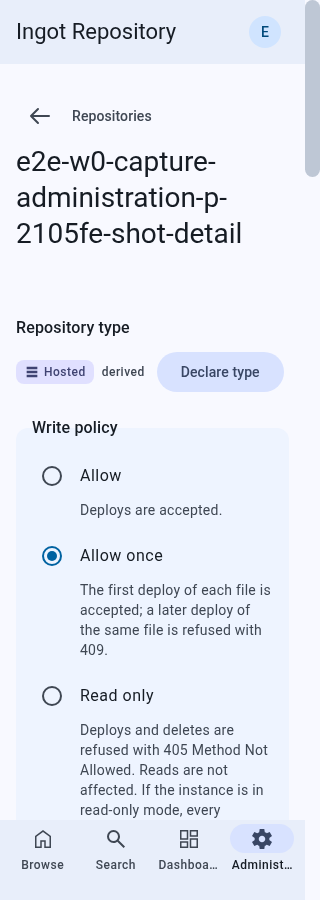 Ingot Repository
E
Repositories
e2e-w0-capture-
administration-p-
2105fe-shot-detail
Repository type
Hosted derived Declare type
Write policy
Allow
Deploys are accepted.
Allow once
The first deploy of each file is
accepted; a later deploy of
the same file is refused with
409.
Read only
Deploys and deletes are
refused with 405 Method Not
Allowed. Reads are not
affected. If the instance is in
read-only mode, every
Browse Search Dashboa… Administ…